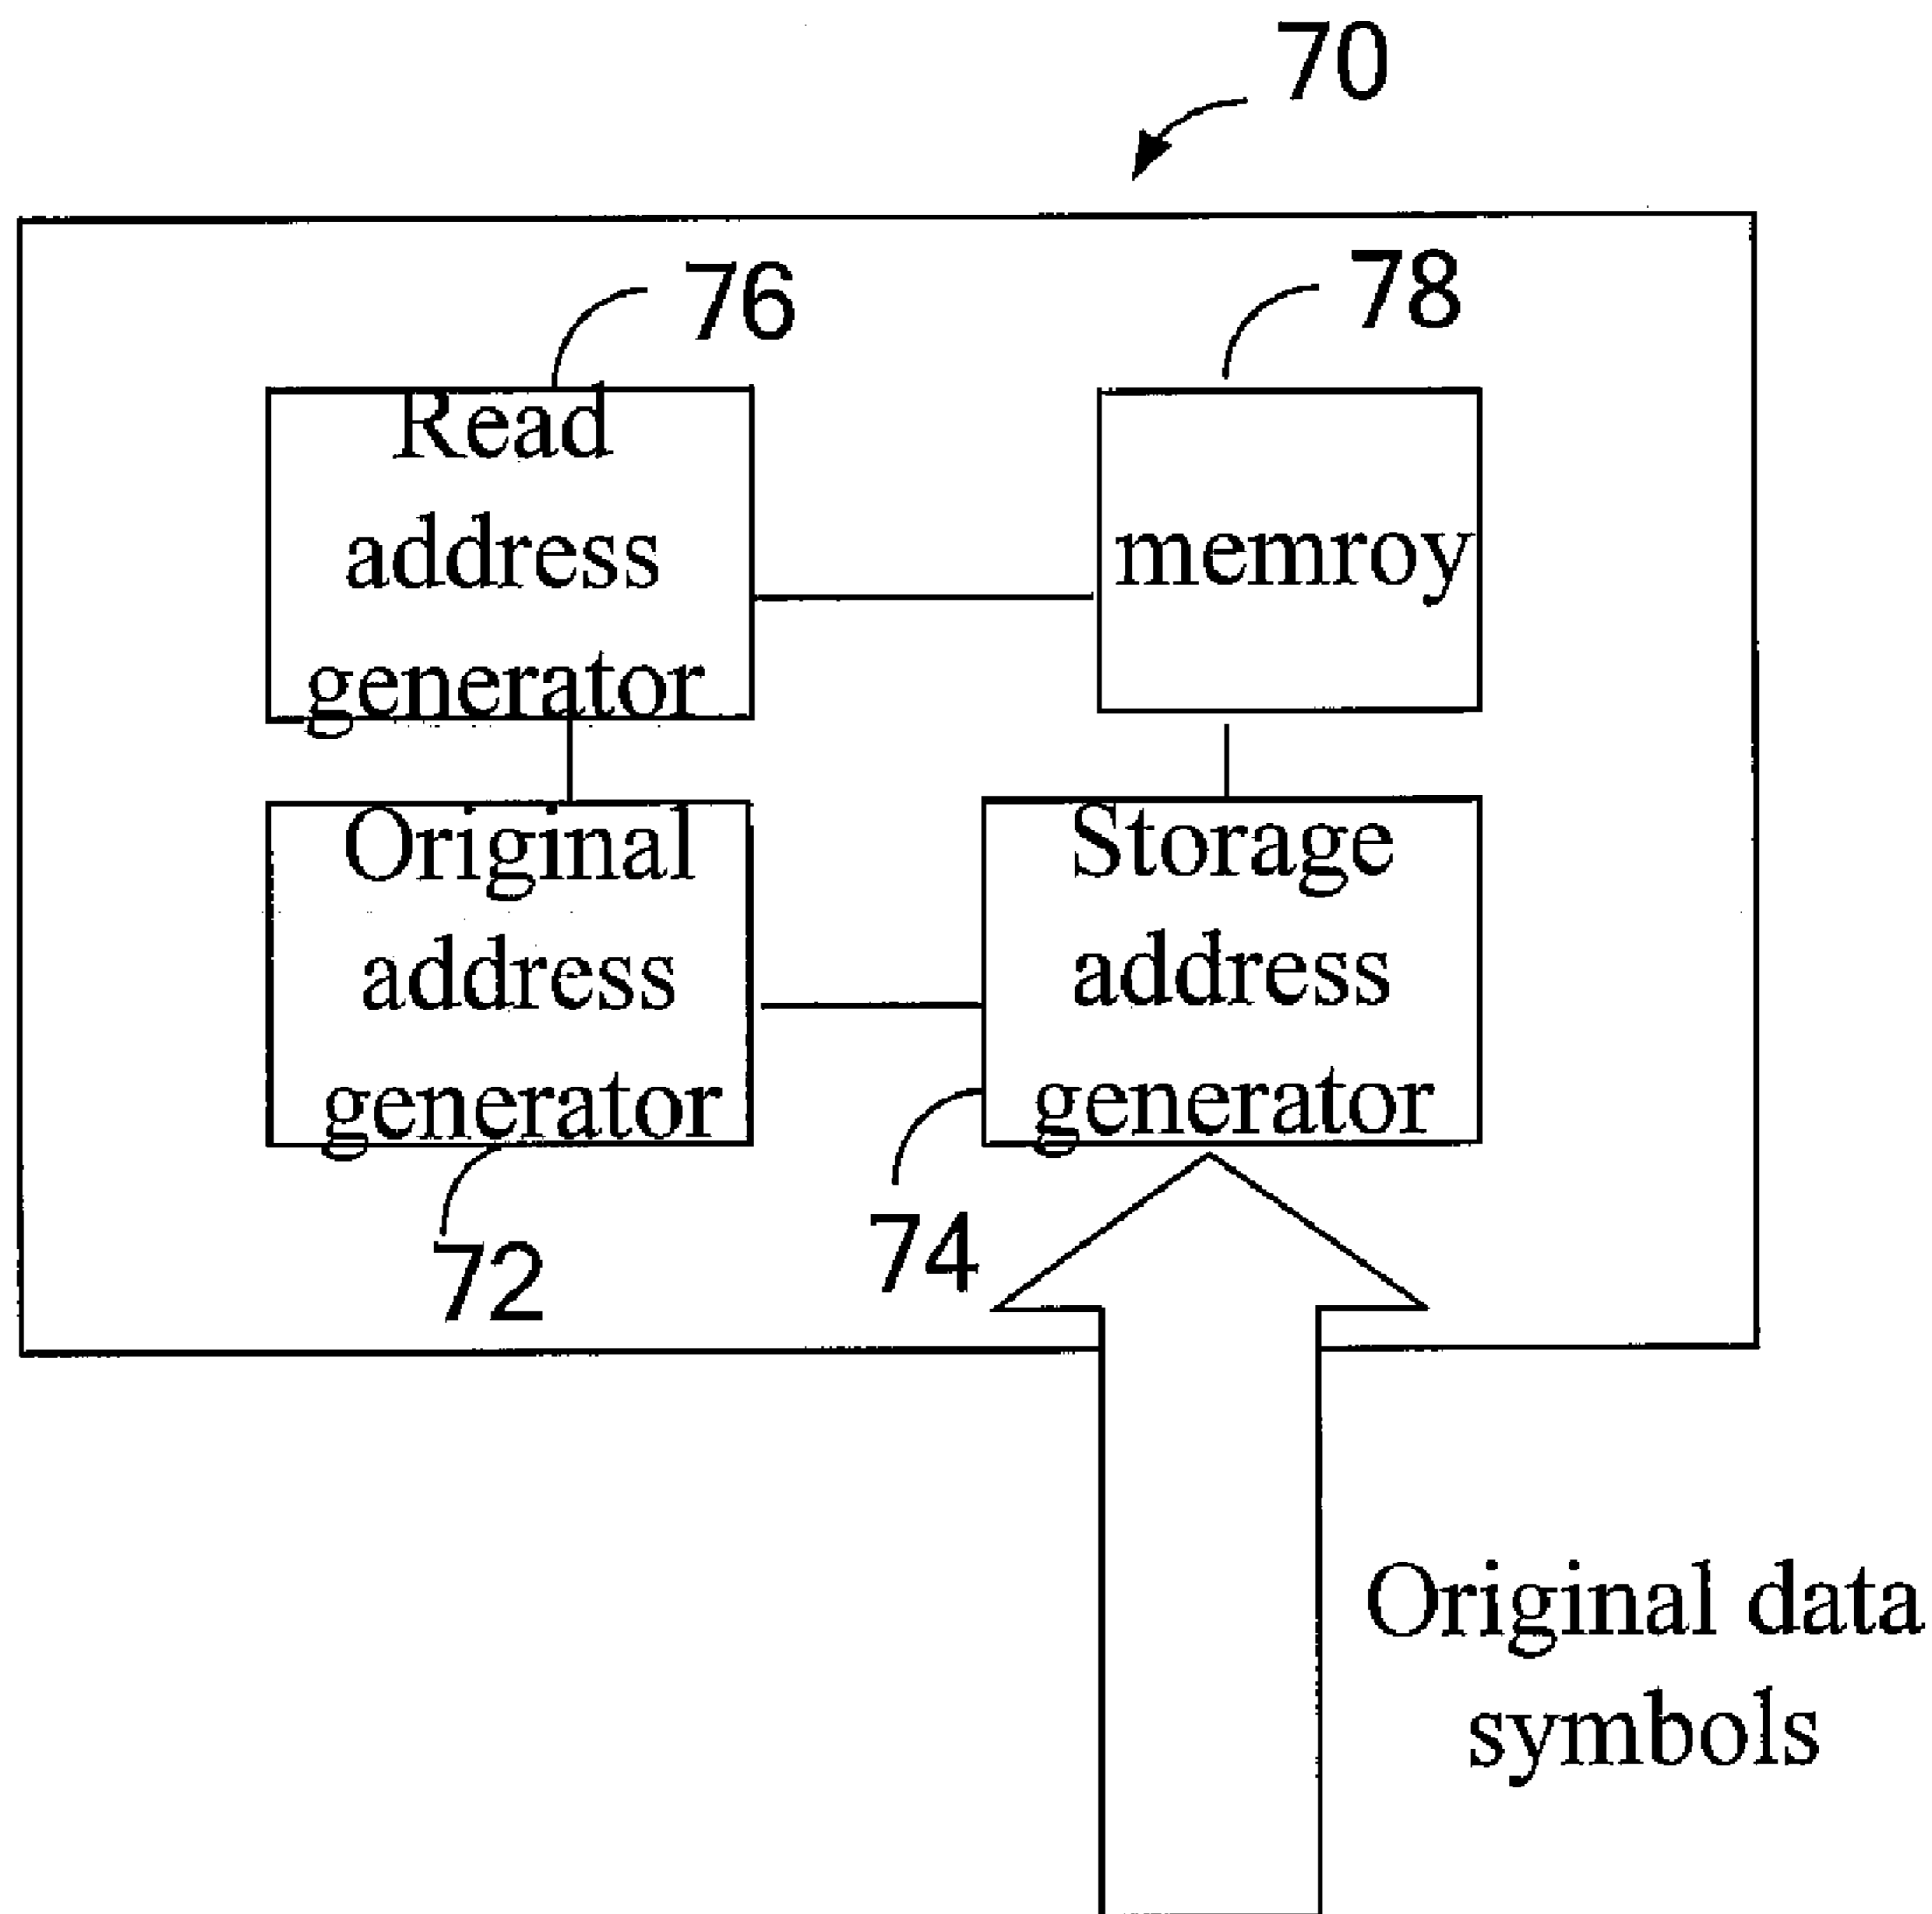 70
76
78
Read
address
generator
memroy
Original
address
generator
Storage
address
generator
72
74
Original data
symbols